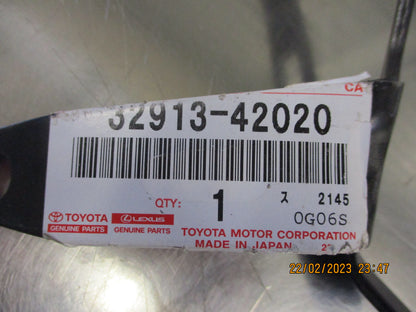 CA
32913-42020
QTY: 1 ス 2145
0G06S
TOYOTA LEXUS
GENUINE PARTS GENUINE PARTS
TOYOTA MOTOR CORPORATION
MADE IN JAPAN
22/02/2023 23:47